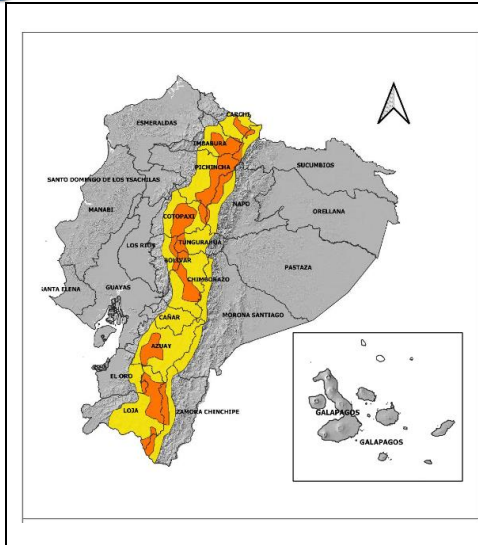 CARCHI
ESMERALDAS
IMBABURA
PICHINCHA
SUCUMBIOS
SANTO DOMINGO DE LOS TSACHILAS
NAPO
ORELLANA
MANABI
COTOPAXI
TUNGURAHUA
LOS RIOS
BOLIVAR
PASTAZA
CHIMBORAZO
SANTA ELENA
GUAYAS
CAÑAR
MORONA SANTIAGO
AZUAY
EL ORO
LOJA
ZAMORA CHINCHIPE
GALAPAGOS
GALAPAGOS